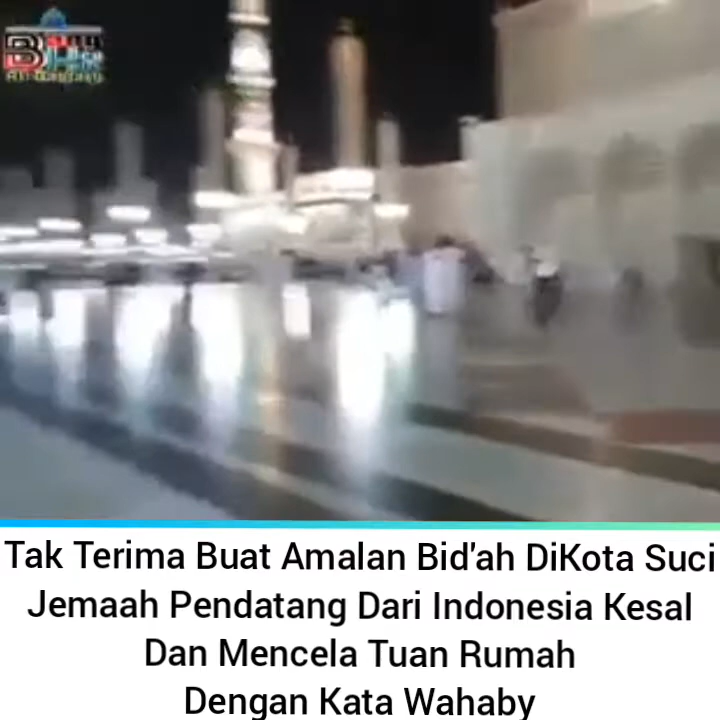 Tak Terima Buat Amalan Bid'ah DiKota Suci
Jemaah Pendatang Dari Indonesia Kesal
Dan Mencela Tuan Rumah
Dengan Kata Wahaby